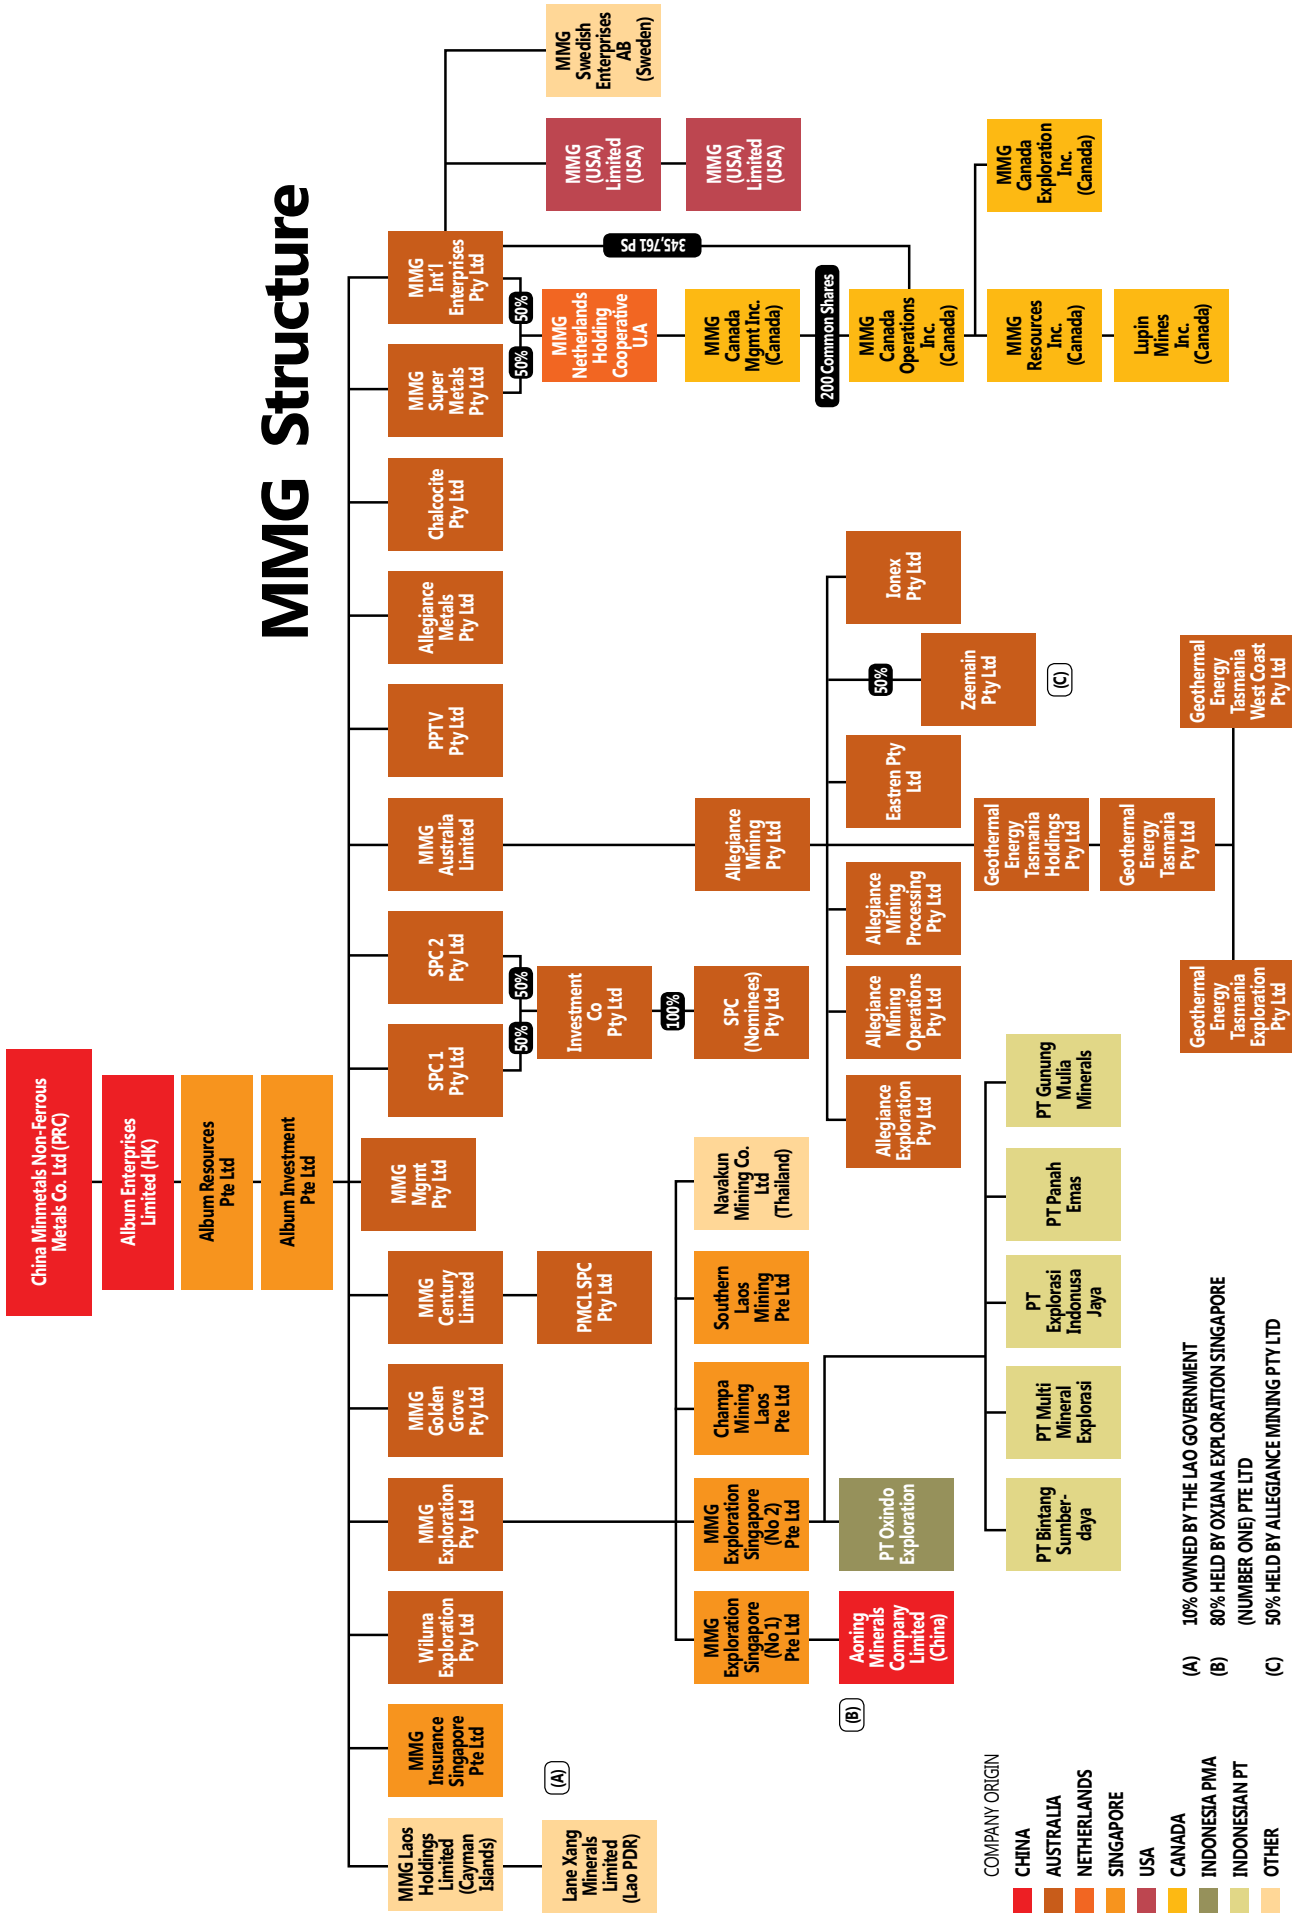 MMG Structure
China Minmetals Non-Ferrous
Metals Co. Ltd (PRC)
Album Enterprises
Limited (HK)
Album Resources
Pte Ltd
Album Investment
Pte Ltd
MMG Laos
Holdings
Limited
(Cayman
Islands)
MMG
Insurance
Singapore
Pte Ltd
Wiluna
Exploration
Pty Ltd
MMG
Exploration
Pty Ltd
MMG
Golden
Grove
Pty Ltd
MMG
Century
Limited
MMG
Mgmt
Pty Ltd
SPC 1
Pty Ltd
SPC 2
Pty Ltd
MMG
Australia
Limited
PPTV
Pty Ltd
Allegiance
Metals
Pty Ltd
Chalcocite
Pty Ltd
MMG
Super
Metals
Pty Ltd
MMG
Int'l
Enterprises
Pty Ltd
50%
50%
50%
50%
Lane Xang
Minerals
Limited
(Lao PDR)
(A)
PMCL SPC
Pty Ltd
Investment
Co
Pty Ltd
100%
SPC
(Nominees)
Pty Ltd
MMG
Netherlands
Holding
Cooperative
U.A
345,761 PS
MMG
(USA)
Limited
(USA)
MMG
Swedish
Enterprises
AB
(Sweden)
MMG
(USA)
Limited
(USA)
MMG
Canada
Mgmt Inc.
(Canada)
200 Common Shares
MMG
Canada
Operations
Inc.
(Canada)
MMG
Resources
Inc.
(Canada)
MMG
Canada
Exploration
Inc.
(Canada)
Lupin
Mines
Inc.
(Canada)
MMG
Exploration
Singapore
(No 1)
Pte Ltd
MMG
Exploration
Singapore
(No 2)
Pte Ltd
Champa
Mining
Laos
Pte Ltd
Southern
Laos
Mining
Pte Ltd
Navakun
Mining Co.
Ltd
(Thailand)
Allegiance
Mining
Pty Ltd
(B)
Aoning
Minerals
Company
Limited
(China)
PT Oxindo
Exploration
Allegiance
Exploration
Pty Ltd
Allegiance
Mining
Operations
Pty Ltd
Allegiance
Mining
Processing
Pty Ltd
Eastren Pty
Ltd
50%
Zeemain
Pty Ltd
(C)
Ionex
Pty Ltd
Geothermal
Energy
Tasmania
Holdings
Pty Ltd
Geothermal
Energy
Tasmania
Pty Ltd
Geothermal
Energy
Tasmania
Exploration
Pty Ltd
Geothermal
Energy
Tasmania
West Coast
Pty Ltd
PT Bintang
Sumber-
daya
PT Multi
Mineral
Explorasi
PT
Explorasi
Indonusa
Jaya
PT Panah
Emas
PT Gunung
Mulia
Minerals
COMPANY ORIGIN
CHINA
AUSTRALIA
NETHERLANDS
SINGAPORE
USA
CANADA
INDONESIA PMA
INDONESIAN PT
OTHER
(A) 10% OWNED BY THE LAO GOVERNMENT
(B) 80% HELD BY OXIANA EXPLORATION SINGAPORE
(NUMBER ONE) PTE LTD
(C) 50% HELD BY ALLEGIANCE MINING PTY LTD